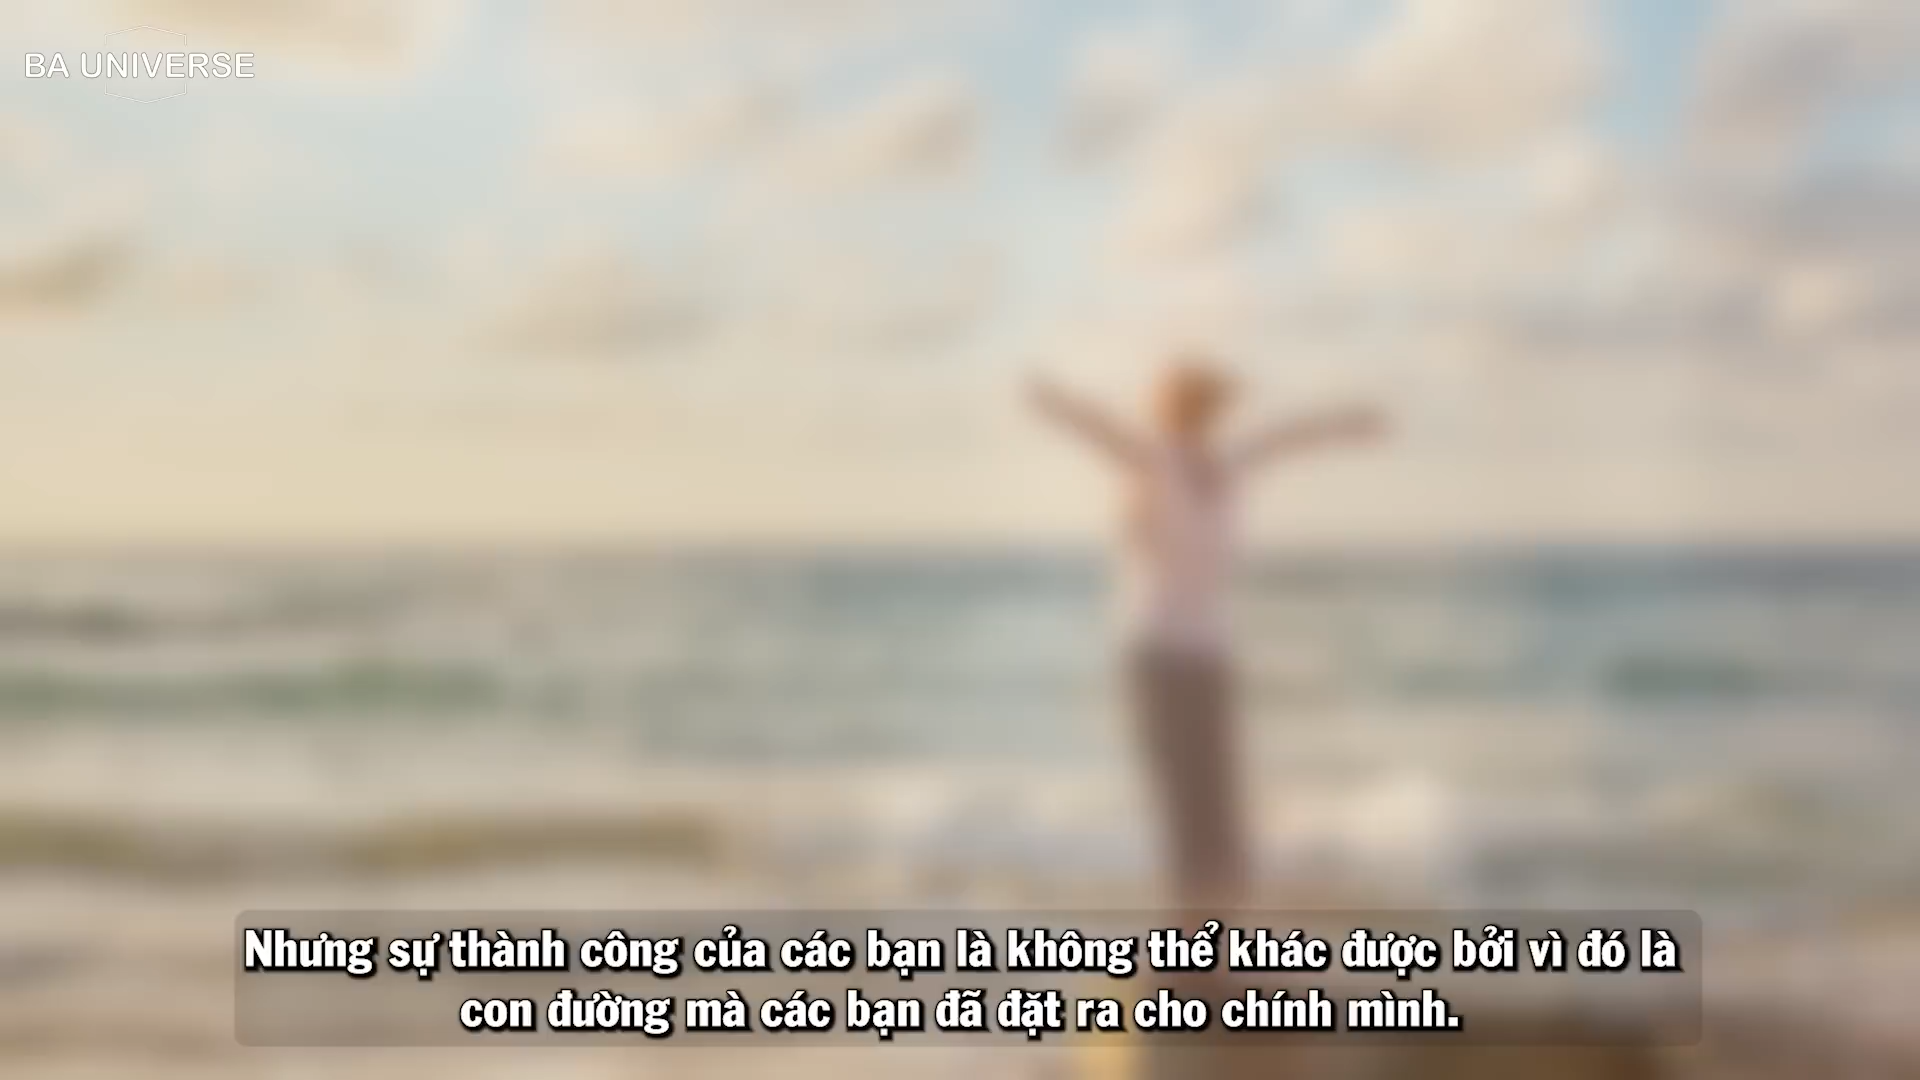 BA UNIVERSE
Nhưng sự thành công của các bạn là không thể khác được bởi vì đó là
con đường mà các bạn đã đặt ra cho chính mình.